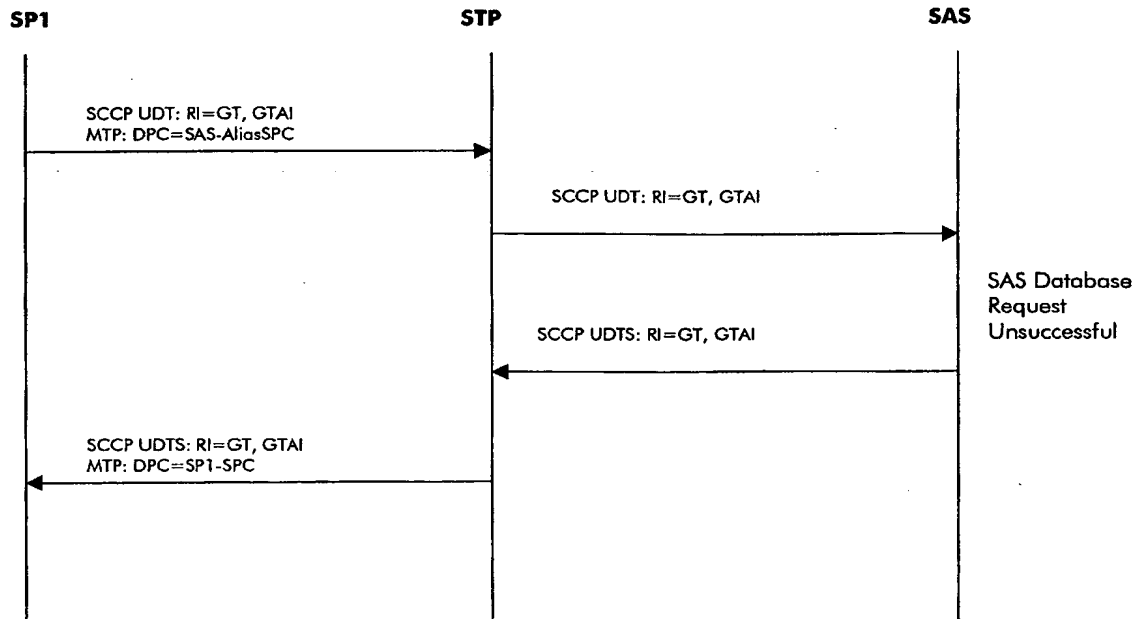 SP1
STP
SAS
SCCP UDT: RI=GT, GTAI
MTP: DPC=SAS-AliasSPC
SCCP UDT: RI=GT, GTAI
SAS Database
Request
Unsuccessful
SCCP UDTS: RI=GT, GTAI
SCCP UDTS: RI=GT, GTAI
MTP: DPC=SP1-SPC